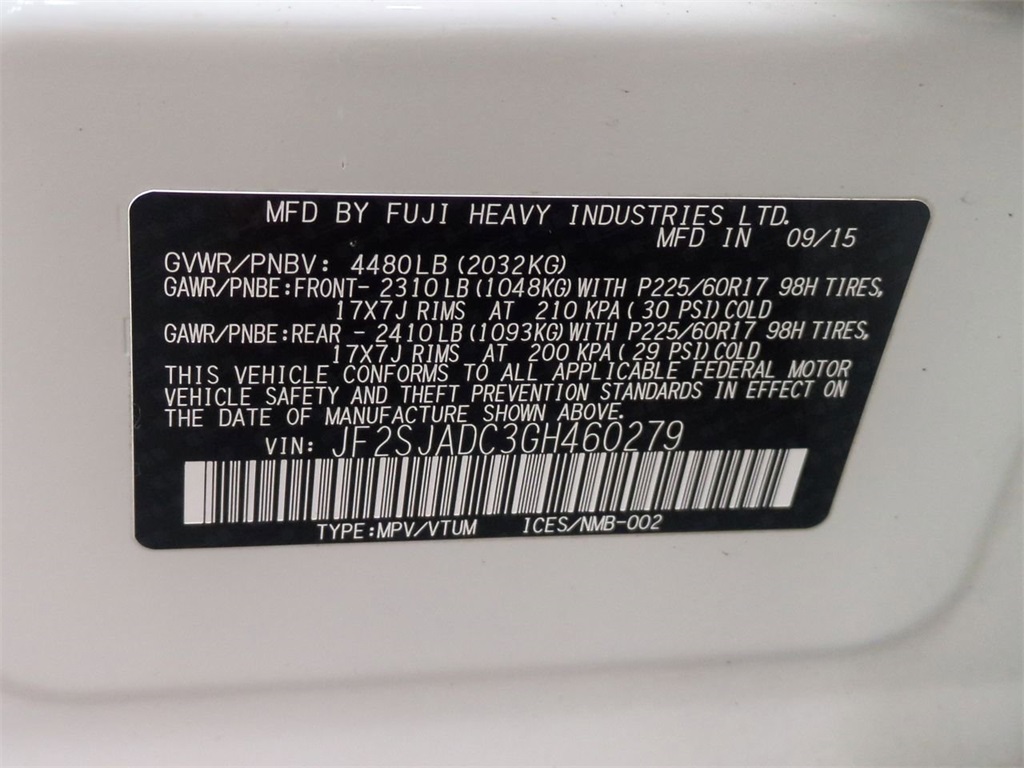 MFD BY FUJI HEAVY INDUSTRIES LTD.
MFD IN 09/15
GVWR/PNBV: 4480LB(2032KG)
GAWR/PNBE:FRONT- 2310LB(1048KG)WITH P225/60R17 98H TIRES,
17X7J RIMS AT 210 KPA( 30 PSI)COLD
GAWR/PNBE:REAR - 2410LB(1093KG)WITH P225/60R17 98H TIRES,
17X7J RIMS AT 200 KPA( 29 PSI)COLD
THIS VEHICLE CONFORMS TO ALL APPLICABLE FEDERAL MOTOR
VEHICLE SAFETY AND THEFT PREVENTION STANDARDS IN EFFECT ON
THE DATE OF MANUFACTURE SHOWN ABOVE.
VIN: JF2SJADC3GH460279
TYPE:MPV/VTUM ICES/NMB-002